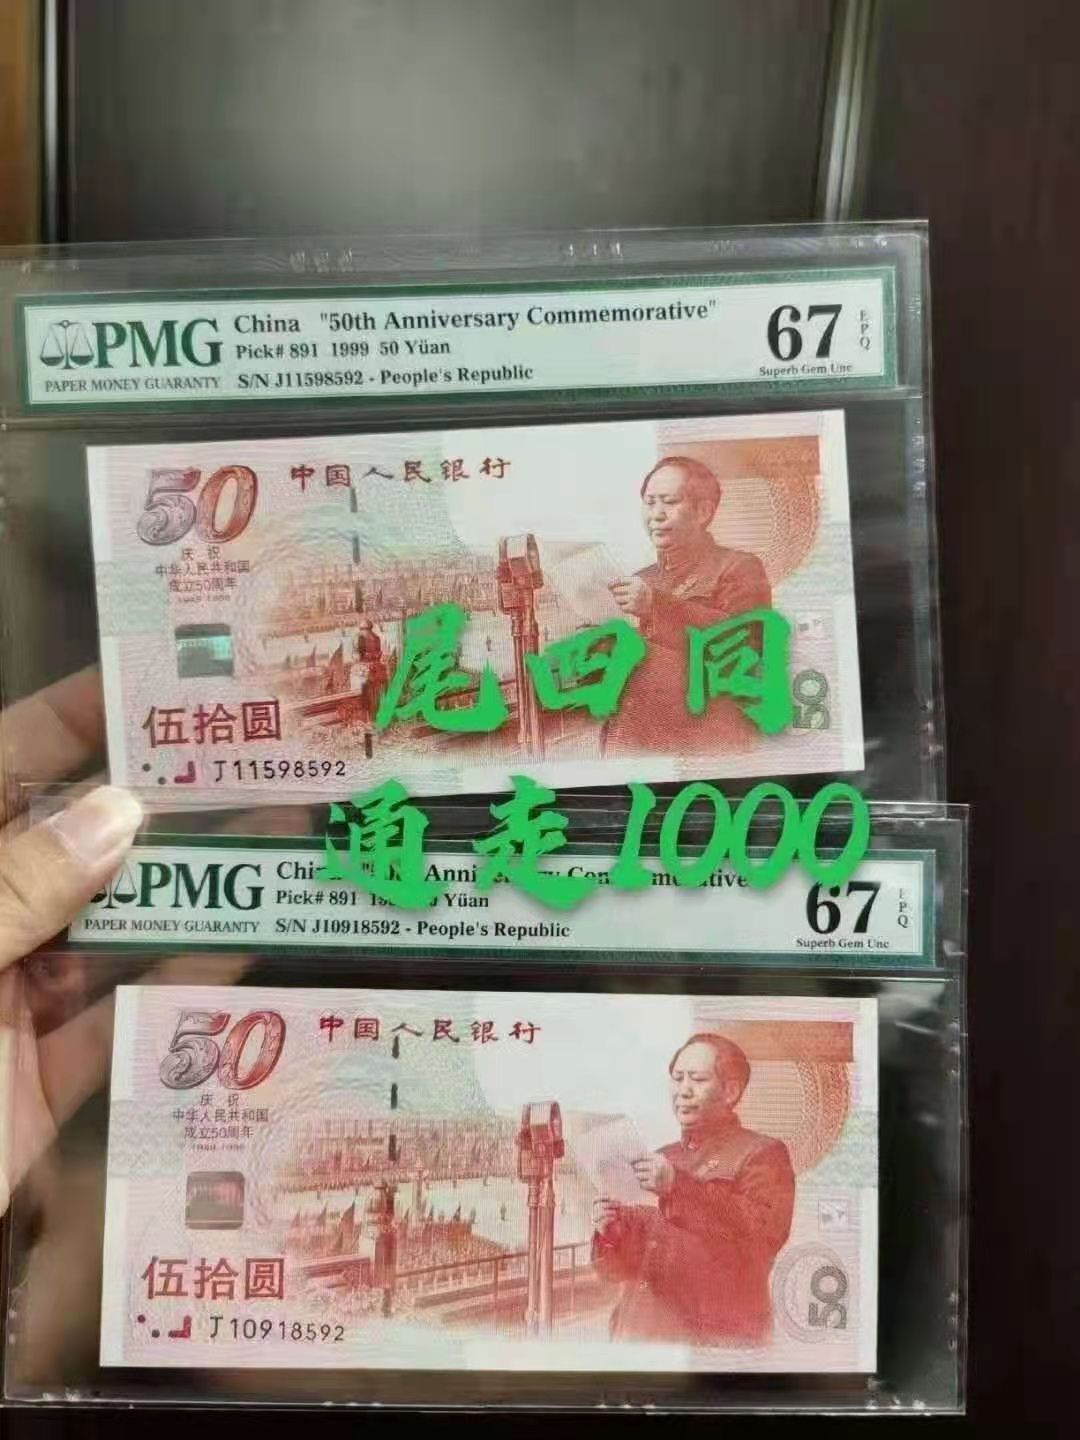 PMG
PAPER MONEY GUARANTY
China "50th Anniversary Commemorative"
Pick# 891 1999 50 Yüan
S/N J11598592 - People's Republic
67
EPQ
Superb Gem Unc
50
中国人民银行
庆祝
中华人民共和国
成立50周年
1949-1999
50
伍拾圆
J11598592
尾四同
通走1000
PMG
PAPER MONEY GUARANTY
Pick# 891
Yüan
S/N J10918592 - People's Republic
67
EPQ
Superb Gem Unc
50
中国人民银行
庆祝
中华人民共和国
成立50周年
1949-1999
50
伍拾圆
J10918592